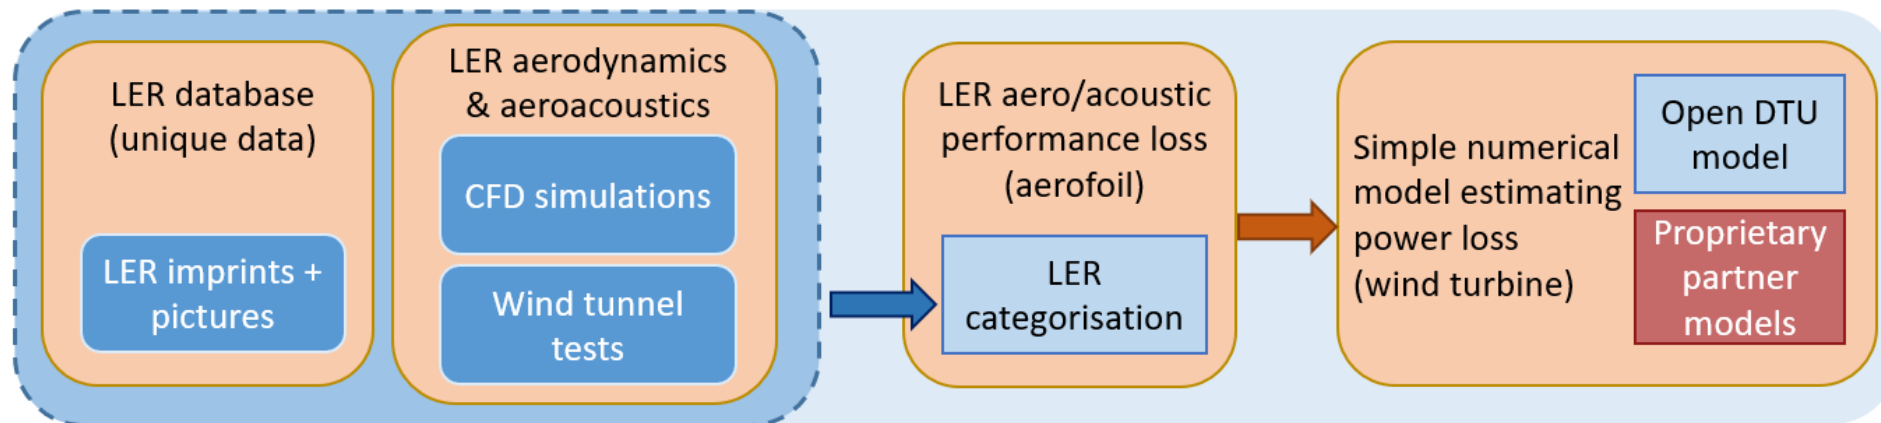 LER database
(unique data)
LER imprints +
pictures
LER aerodynamics
& aeroacoustics
CFD simulations
Wind tunnel
tests
LER aero/acoustic
performance loss
(aerofoil)
LER
categorisation
Simple numerical
model estimating
power loss
(wind turbine)
Open DTU
model
Proprietary
partner
models